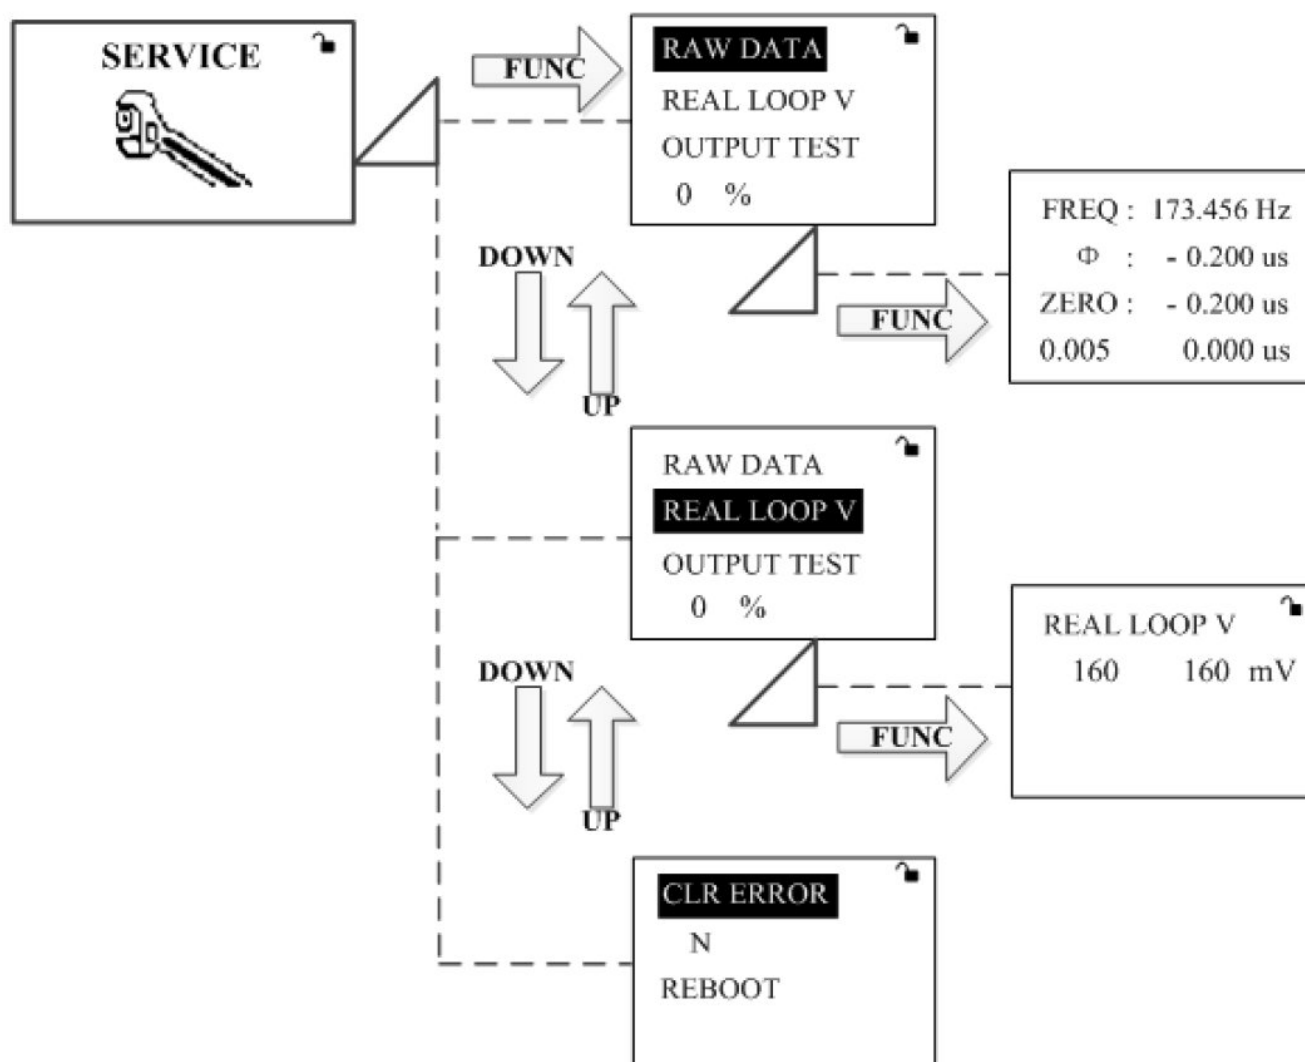 SERVICE
FUNC
RAW DATA
REAL LOOP V
OUTPUT TEST
0 %
DOWN
UP
FUNC
FREQ : 173.456 Hz
Φ : - 0.200 us
ZERO : - 0.200 us
0.005 0.000 us
RAW DATA
REAL LOOP V
OUTPUT TEST
0 %
DOWN
UP
FUNC
REAL LOOP V
160 160 mV
CLR ERROR
N
REBOOT